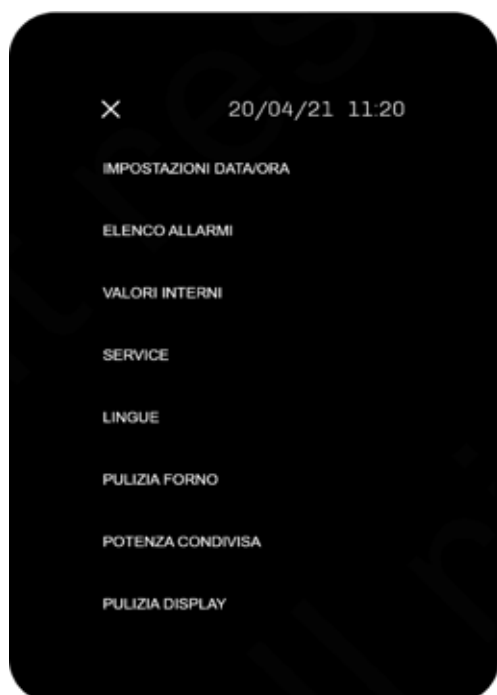 × 20/04/21 11:20
IMPOSTAZIONI DATA/ORA
ELENCO ALLARMI
VALORI INTERNI
SERVICE
LINGUE
PULIZIA FORNO
POTENZA CONDIVISA
PULIZIA DISPLAY